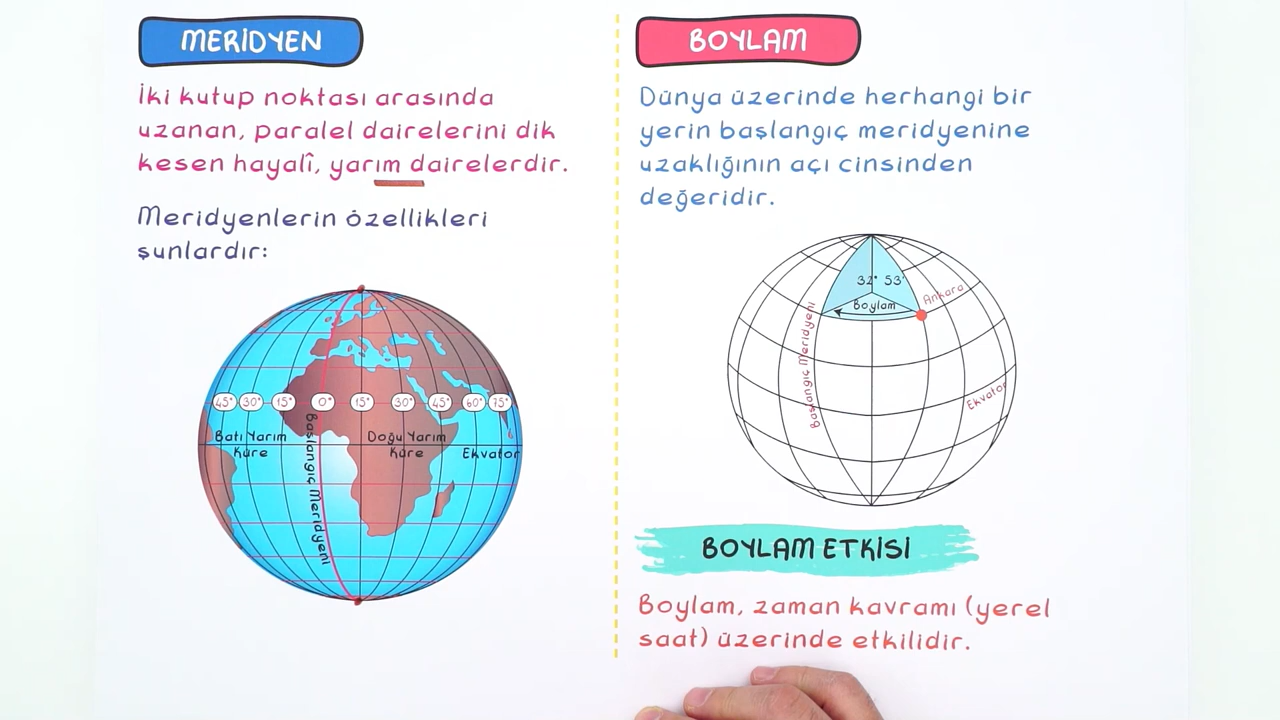 MERİDYEN
İki kutup noktası arasında
uzanan, paralel dairelerini dik
kesen hayalî, yarım dairelerdir.
Meridyenlerin özellikleri
şunlardır:
45° 30° 15° 0° 15° 30° 45° 60° 75°
Batı Yarım
Küre
Doğu Yarım
Küre
Ekvator
Başlangıç Meridyeni
BOYLAM
Dünya üzerinde herhangi bir
yerin başlangıç meridyenine
uzaklığının açı cinsinden
değeridir.
32° 53'
Boylam
Ankara
Başlangıç Meridyeni
Ekvator
BOYLAM ETKİSİ
Boylam, zaman kavramı (yerel
saat) üzerinde etkilidir.